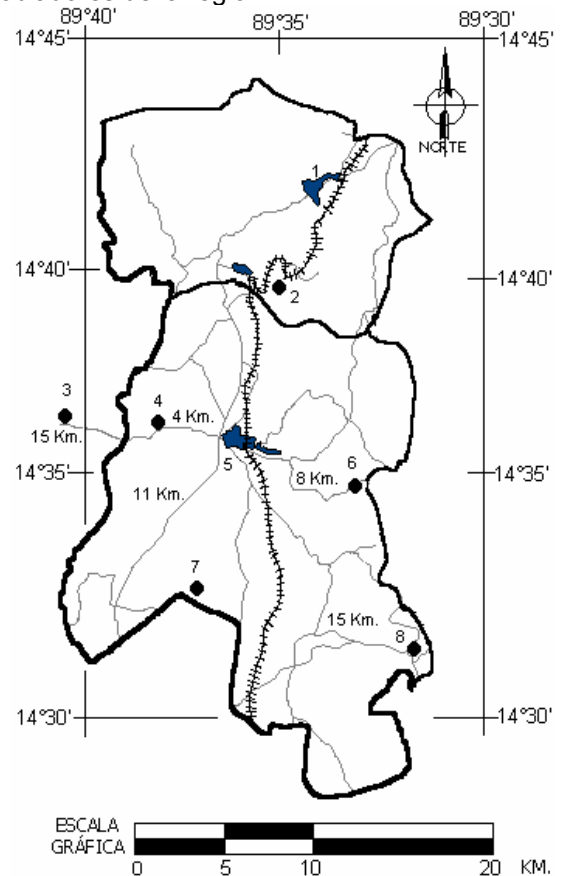 89°40' 89°35' 89°30'
14°45' 14°45'
NORTE
1
14°40' 14°40'
2
3
4
4 Km.
15 Km.
5
14°35' 14°35'
6
8 Km.
11 Km.
7
15 Km.
8
14°30' 14°30'
ESCALA
GRÁFICA
0 5 10 20 KM.